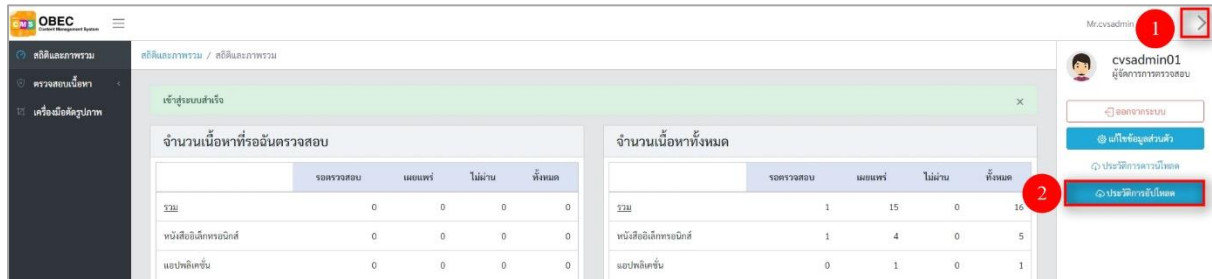 CMS OBEC
Content Management System
Mr.cvsadmin
1
สถิติและภาพรวม
ตรวจสอบเนื้อหา
เครื่องมือตัดรูปภาพ
สถิติและภาพรวม / สถิติและภาพรวม
เข้าสู่ระบบสำเร็จ ×
จำนวนเนื้อหาที่รอฉันตรวจสอบ
รอตรวจสอบ เผยแพร่ ไม่ผ่าน ทั้งหมด
รวม 0 0 0 0
หนังสืออิเล็กทรอนิกส์ 0 0 0 0
แอปพลิเคชั่น 0 0 0 0
จำนวนเนื้อหาทั้งหมด
รอตรวจสอบ เผยแพร่ ไม่ผ่าน ทั้งหมด
รวม 1 15 0 16
หนังสืออิเล็กทรอนิกส์ 1 4 0 5
แอปพลิเคชั่น 0 1 0 1
cvsadmin01
ผู้จัดการการตรวจสอบ
ออกจากระบบ
แก้ไขข้อมูลส่วนตัว
ประวัติการดาวน์โหลด
2
ประวัติการอัปโหลด